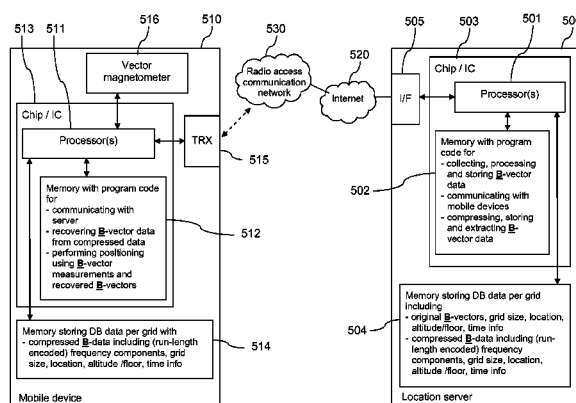 513
511
516
510
530
520
505
503
501
50
Vector
magnetometer
Chip / IC
Processor(s)
TRX
515
Memory with program code
for
- communicating with
server
- recovering B-vector data
from compressed data
- performing positioning
using B-vector
measurements and
recovered B-vectors
512
Memory storing DB data per grid with
- compressed B-data including (run-length
encoded) frequency components, grid
size, location, altitude /floor, time info
514
Mobile device
Radio access
communication
network
Internet
I/F
Chip / IC
Processor(s)
Memory with program
code for
- collecting, processing
and storing B-vector
data
- communicating with
mobile devices
- compressing, storing
and extracting B-
vector data
502
Memory storing DB data per grid
including
- original B-vectors, grid size, location,
altitude/floor, time info
- compressed B-data including (run-
length encoded) frequency
components, grid size, location,
altitude /floor, time info
504
Location server